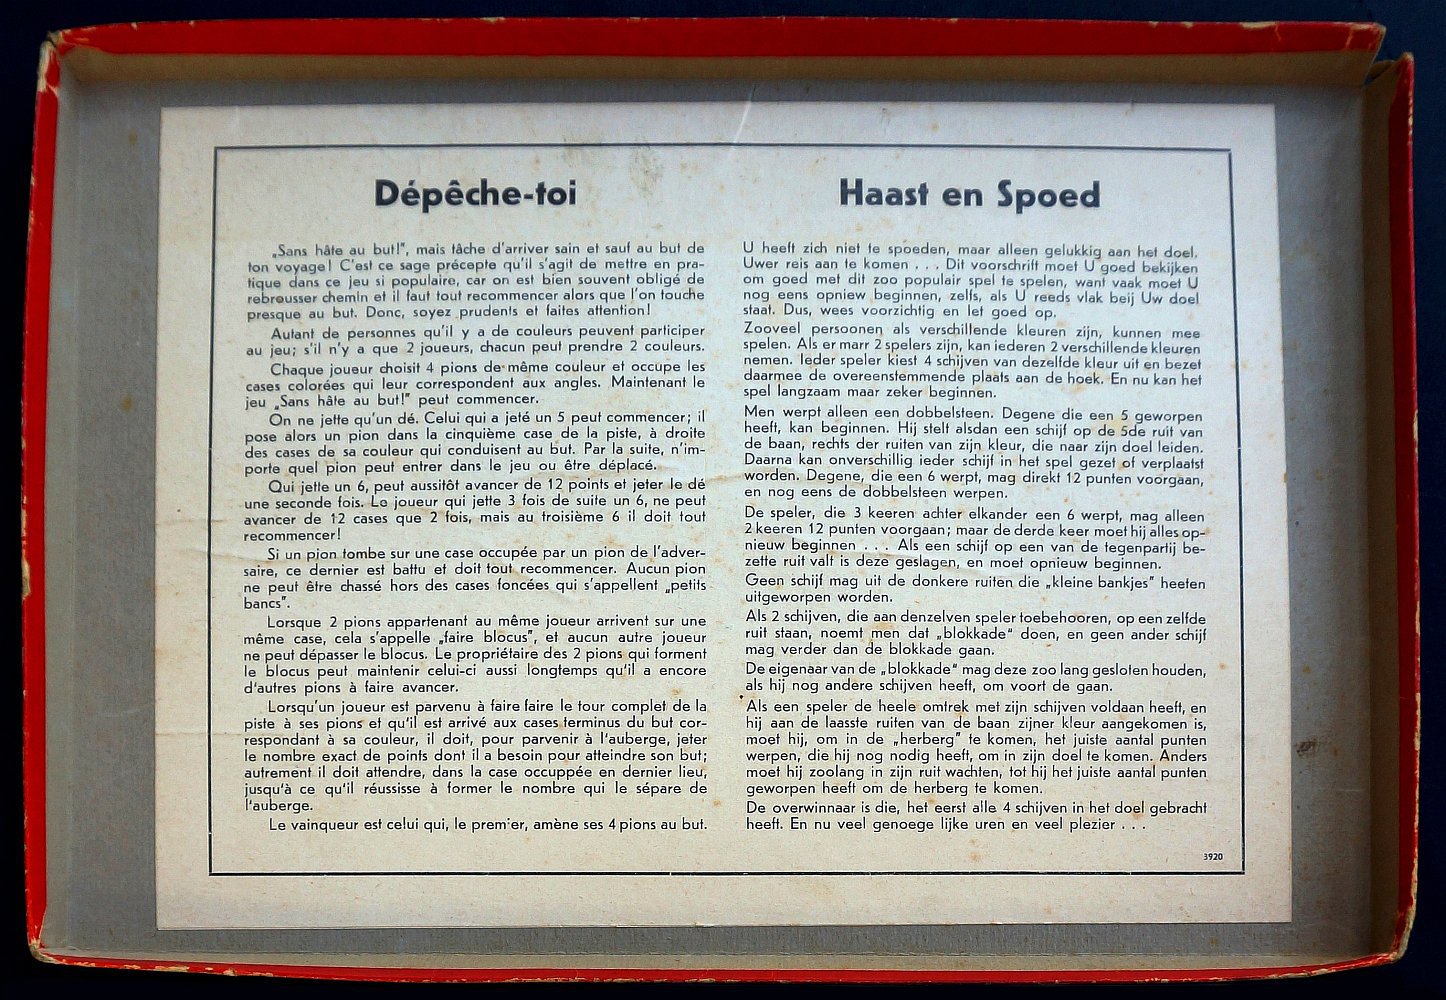 Dépêche-toi
„Sans hâte au but!", mais tâche d'arriver sain et sauf au but de
ton voyage! C'est ce sage précepte qu'il s'agit de mettre en pra-
tique dans ce jeu si populaire, car on est bien souvent obligé de
rebrousser chemin et il faut tout recommencer alors que l'on touche
presque au but. Donc, soyez prudents et faites attention!
Autant de personnes qu'il y a de couleurs peuvent participer
au jeu; s'il n'y a que 2 joueurs, chacun peut prendre 2 couleurs.
Chaque joueur choisit 4 pions de même couleur et occupe les
cases colorées qui leur correspondent aux angles. Maintenant le
jeu „Sans hâte au but!" peut commencer.
On ne jette qu'un dé. Celui qui a jeté un 5 peut commencer; il
pose alors un pion dans la cinquième case de la piste, à droite
des cases de sa couleur qui conduisent au but. Par la suite, n'im-
porte quel pion peut entrer dans le jeu ou être déplacé.
Qui jette un 6, peut aussitôt avancer de 12 points et jeter le dé
une seconde fois. Le joueur qui jette 3 fois de suite un 6, ne peut
avancer de 12 cases que 2 fois, mais au troisième 6 il doit tout
recommencer!
Si un pion tombe sur une case occupée par un pion de l'adver-
saire, ce dernier est battu et doit tout recommencer. Aucun pion
ne peut être chassé hors des cases foncées qui s'appellent „petits
bancs".
Lorsque 2 pions appartenant au même joueur arrivent sur une
même case, cela s'appelle „faire blocus", et aucun autre joueur
ne peut dépasser le blocus. Le propriétaire des 2 pions qui forment
le blocus peut maintenir celui-ci aussi longtemps qu'il a encore
d'autres pions à faire avancer.
Lorsqu'un joueur est parvenu à faire faire le tour complet de la
piste à ses pions et qu'il est arrivé aux cases terminus du but cor-
respondant à sa couleur, il doit, pour parvenir à l'auberge, jeter
le nombre exact de points dont il a besoin pour atteindre son but;
autrement il doit attendre, dans la case occuppée en dernier lieu,
jusqu'à ce qu'il réussisse à former le nombre qui le sépare de
l'auberge.
Le vainqueur est celui qui, le premier, amène ses 4 pions au but.
Haast en Spoed
U heeft zich niet te spoeden, maar alleen gelukkig aan het doel.
Uwer reis aan te komen . . . Dit voorschrift moet U goed bekijken
om goed met dit zoo populair spel te spelen, want vaak moet U
nog eens opniew beginnen, zelfs, als U reeds vlak beij Uw doel
staat. Dus, wees voorzichtig en let goed op.
Zooveel persoonen als verschillende kleuren zijn, kunnen mee
spelen. Als er marr 2 spelers zijn, kan iederen 2 verschillende kleuren
nemen. Ieder speler kiest 4 schijven van dezelfde kleur uit en bezet
daarmee de overeenstemmende plaats aan de hoek. En nu kan het
spel langzaam maar zeker beginnen.
Men werpt alleen een dobbelsteen. Degene die een 5 geworpen
heeft, kan beginnen. Hij stelt alsdan een schijf op de 5de ruit van
de baan, rechts der ruiten van zijn kleur, die naar zijn doel leiden.
Daarna kan onverschillig ieder schijf in het spel gezet of verplaatst
worden. Degene, die een 6 werpt, mag direkt 12 punten voorgaan,
en nog eens de dobbelsteen werpen.
De speler, die 3 keeren achter elkander een 6 werpt, mag alleen
2 keeren 12 punten voorgaan; maar de derde keer moet hij alles op-
nieuw beginnen . . . Als een schijf op een van de tegenpartij be-
zette ruit valt is deze geslagen, en moet opnieuw beginnen.
Geen schijf mag uit de donkere ruiten die „kleine bankjes" heeten
uitgeworpen worden.
Als 2 schijven, die aan denzelven speler toebehooren, op een zelfde
ruit staan, noemt men dat „blokkade" doen, en geen ander schijf
mag verder dan de blokkade gaan.
De eigenaar van de „blokkade" mag deze zoo lang gesloten houden,
als hij nog andere schijven heeft, om voort de gaan.
Als een speler de heele omtrek met zijn schijven voldaan heeft, en
hij aan de laasste ruiten van de baan zijner kleur aangekomen is,
moet hij, om in de „herberg" te komen, het juiste aantal punten
werpen, die hij nog nodig heeft, om in zijn doel te komen. Anders
moet hij zoolang in zijn ruit wachten, tot hij het juiste aantal punten
geworpen heeft om de herberg te komen.
De overwinnaar is die, het eerst alle 4 schijven in het doel gebracht
heeft. En nu veel genoege lijke uren en veel plezier . . .
3920